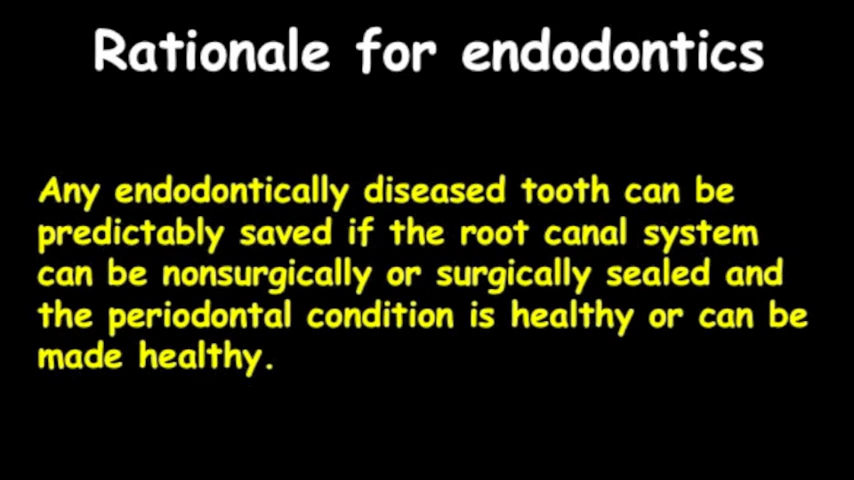 Rationale for endodontics
Any endodontically diseased tooth can be
predictably saved if the root canal system
can be nonsurgically or surgically sealed and
the periodontal condition is healthy or can be
made healthy.